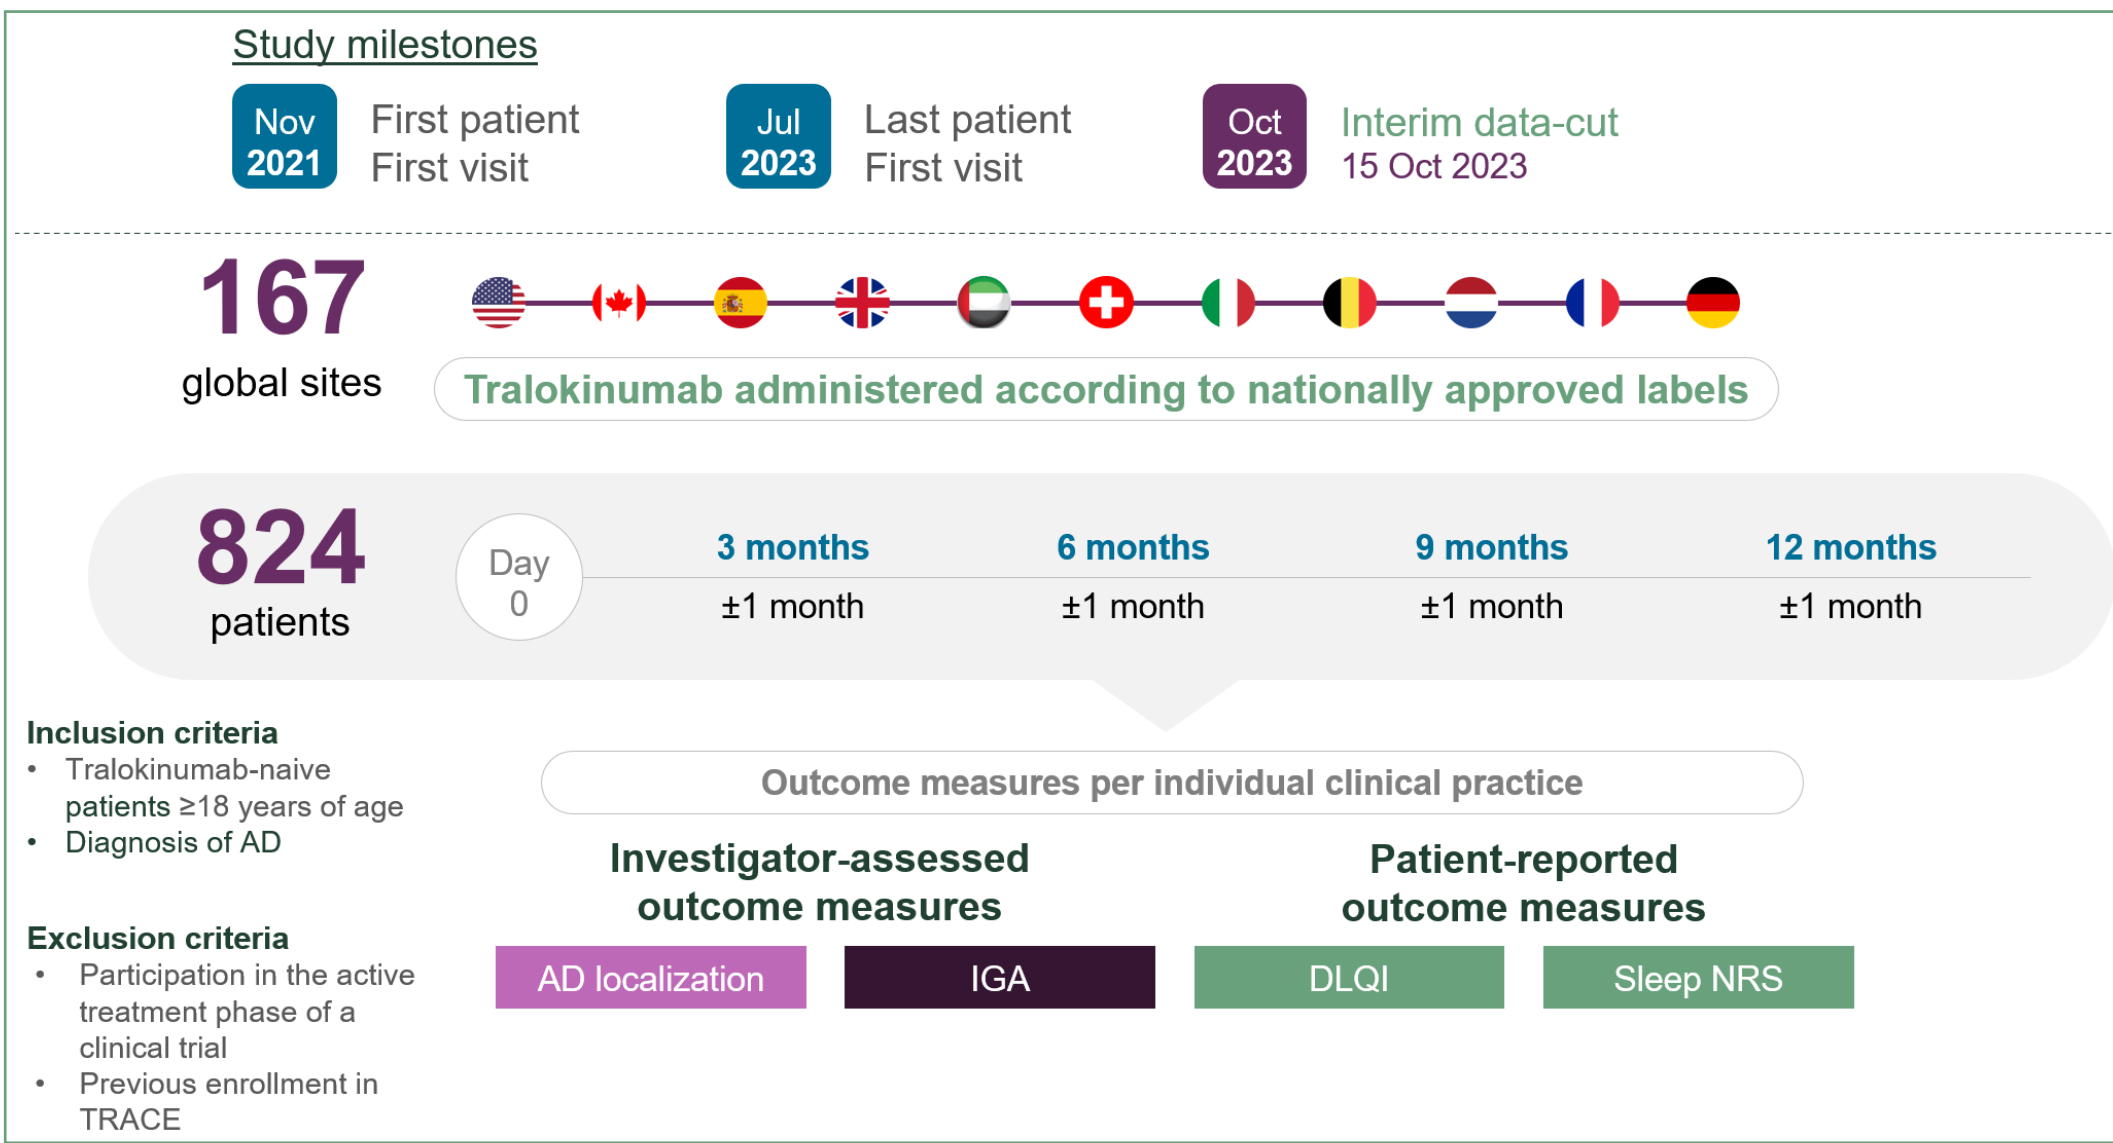 Study milestones
Nov
2021
First patient
First visit
Jul
2023
Last patient
First visit
Oct
2023
Interim data-cut
15 Oct 2023
167
global sites
Tralokinumab administered according to nationally approved labels
824
patients
Day
0
3 months
±1 month
6 months
±1 month
9 months
±1 month
12 months
±1 month
Inclusion criteria
• Tralokinumab-naive
patients ≥18 years of age
• Diagnosis of AD
Exclusion criteria
• Participation in the active
treatment phase of a
clinical trial
• Previous enrollment in
TRACE
Outcome measures per individual clinical practice
Investigator-assessed
outcome measures
AD localization
IGA
Patient-reported
outcome measures
DLQI
Sleep NRS